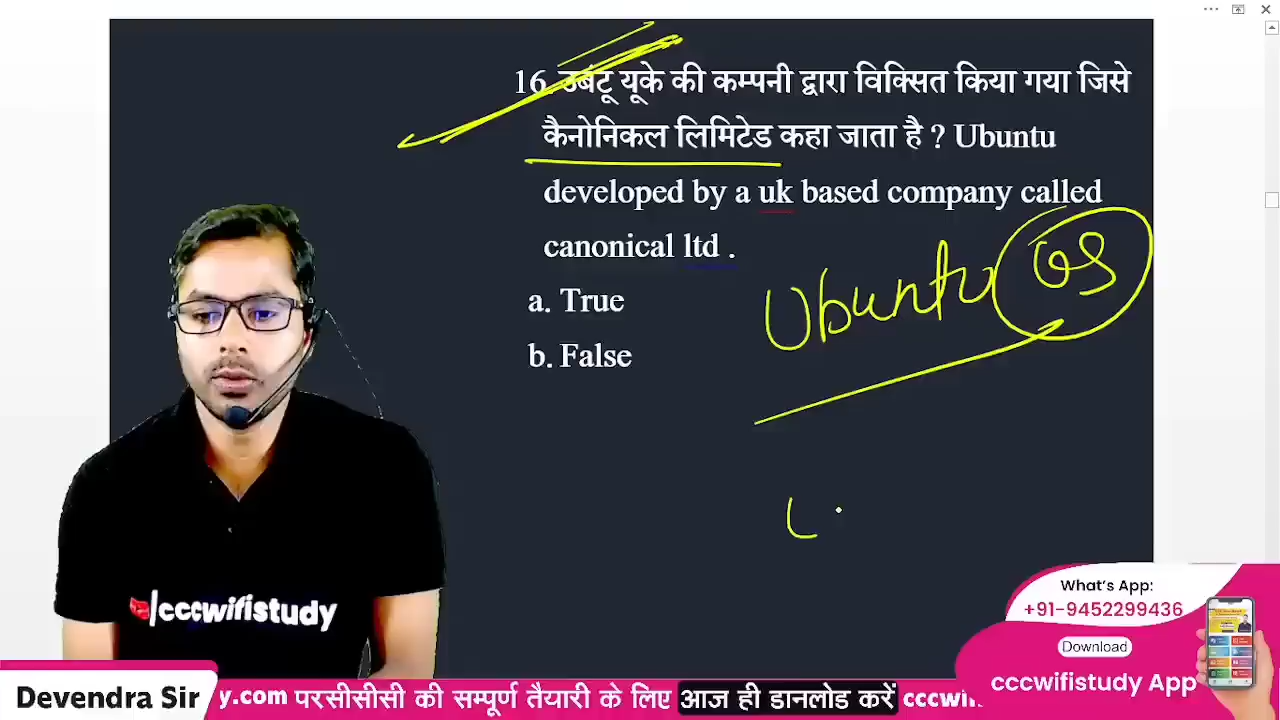 16. उबंटू यूके की कम्पनी द्वारा विक्सित किया गया जिसे
कैनोनिकल लिमिटेड कहा जाता है ? Ubuntu
developed by a uk based company called
canonical ltd .
a. True
b. False
Ubuntu OS
cccwifistudy
What's App:
+91-9452299436
Download
cccwifistudy App
Devendra Sir
y.com परसीसीसी की सम्पूर्ण तैयारी के लिए आज ही डानलोड करें cccwi